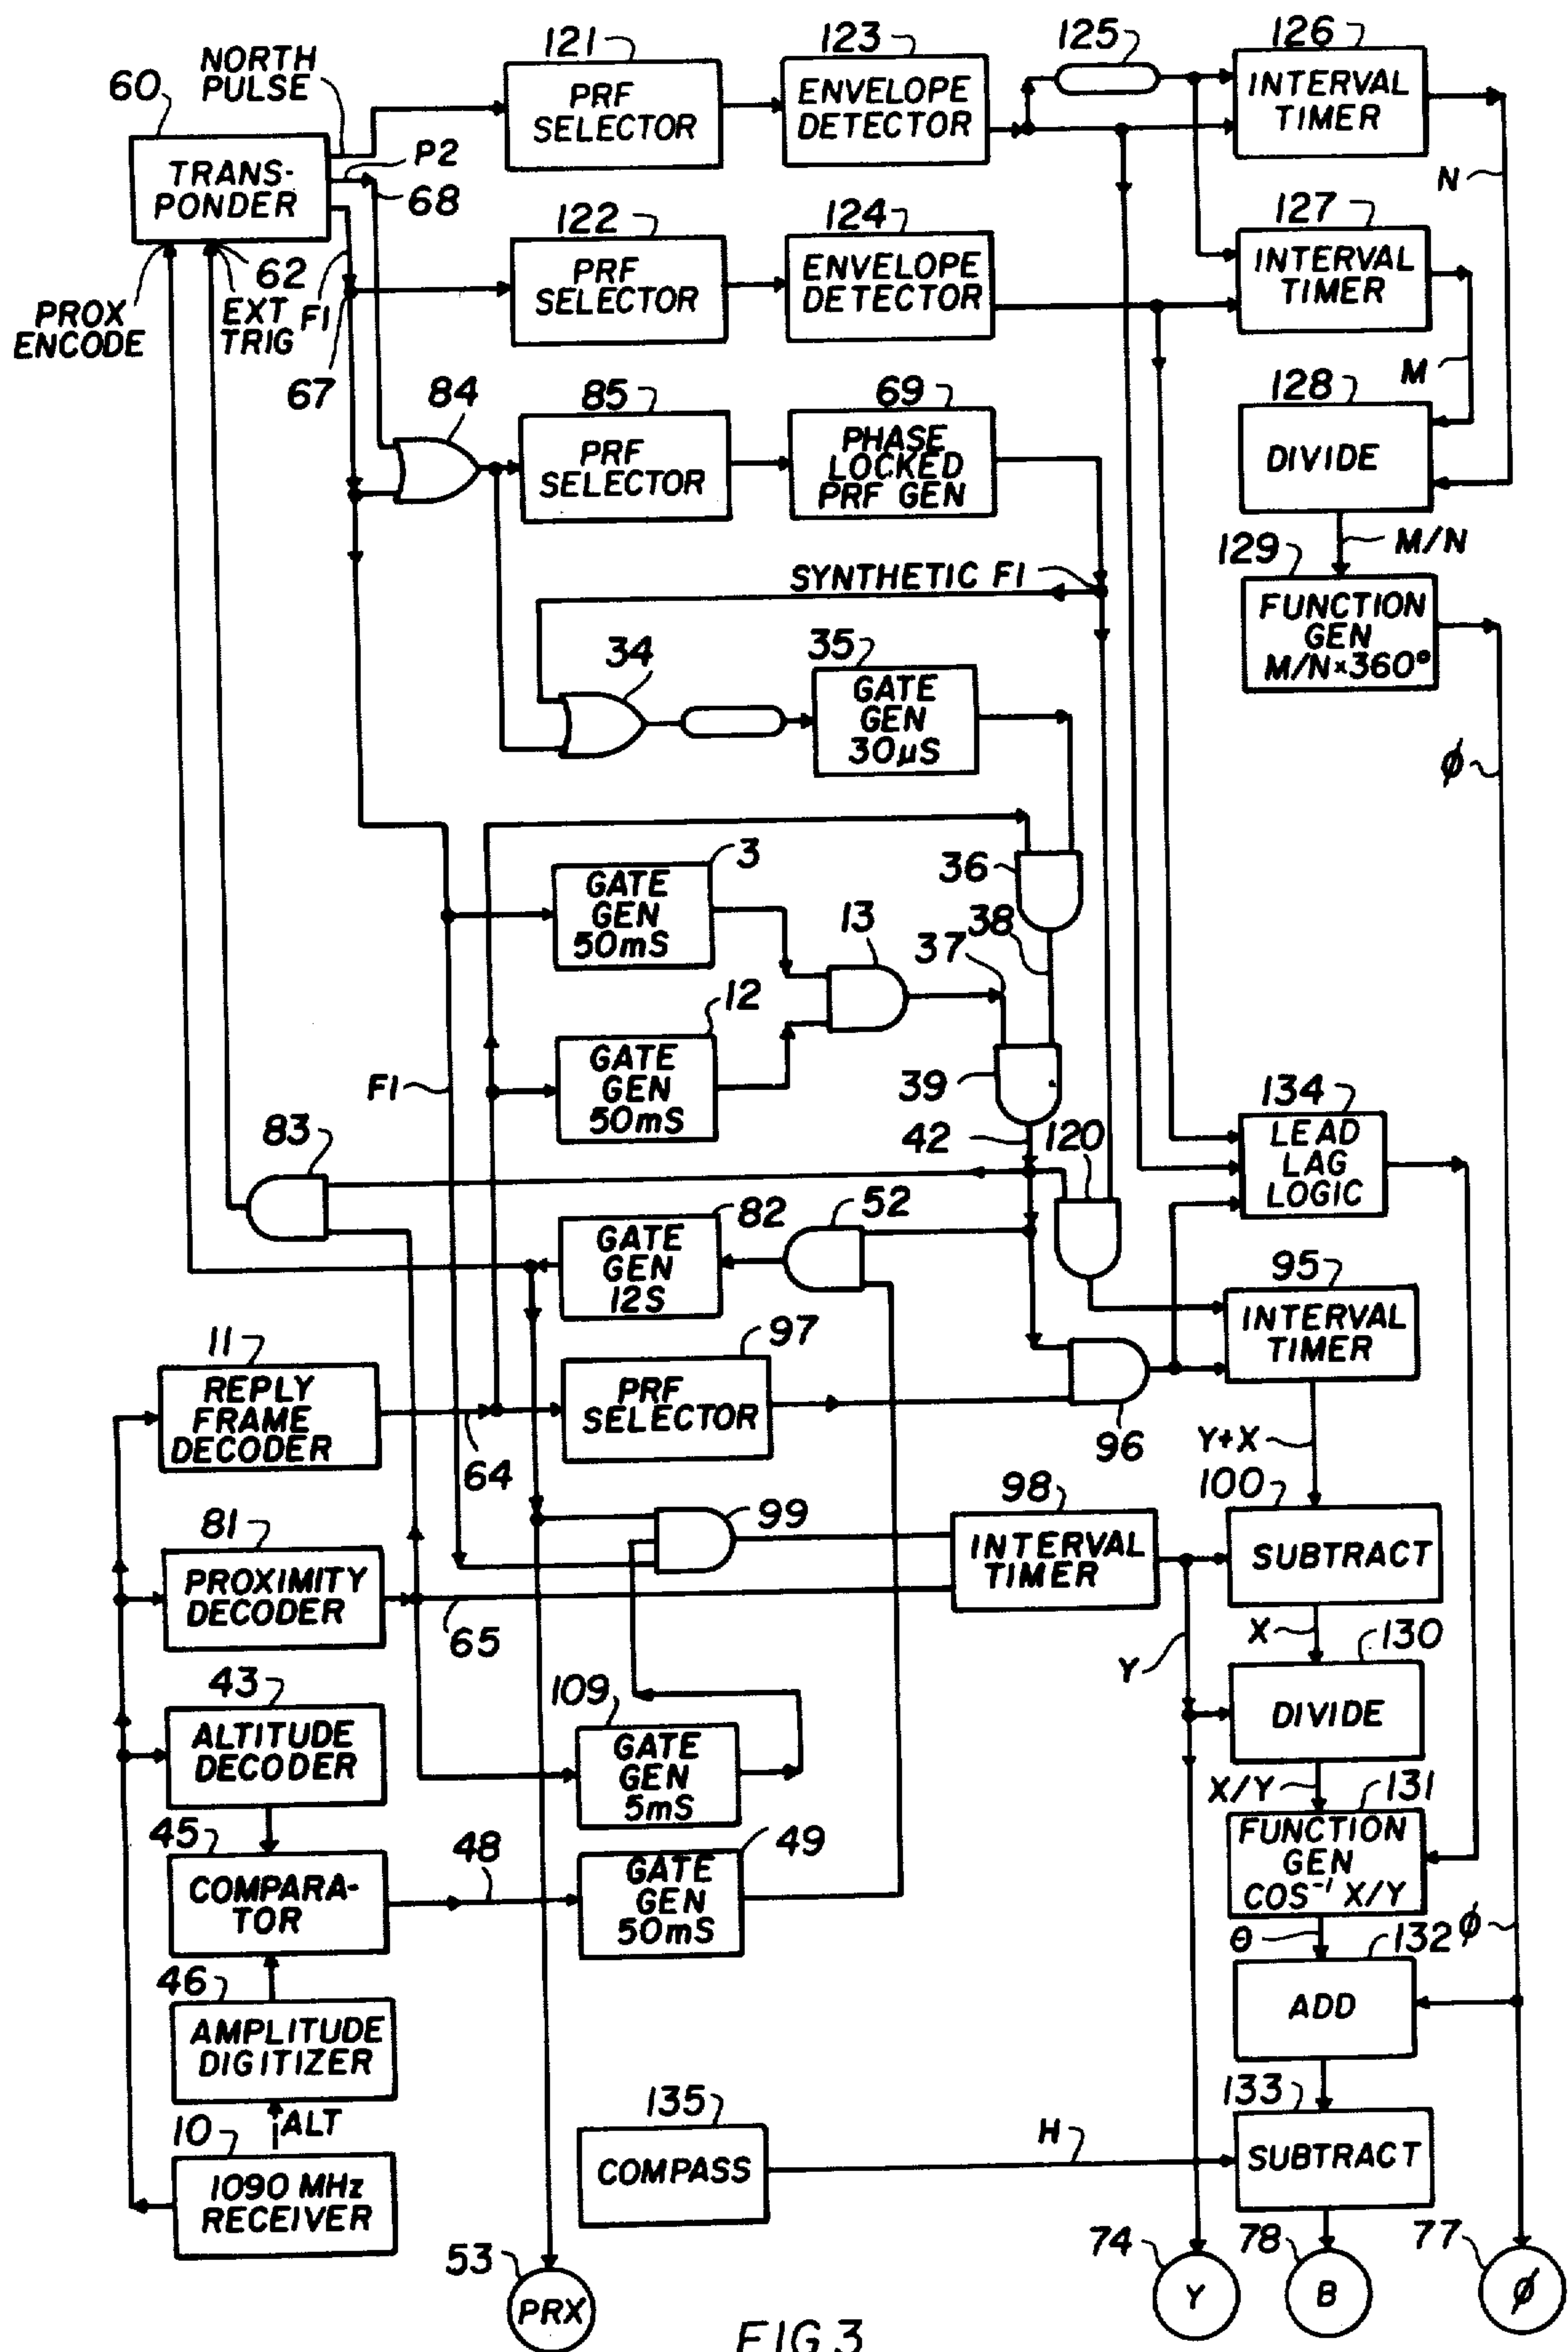 121
123
125
126
NORTH
PULSE
60
PRF
SELECTOR
ENVELOPE
DETECTOR
INTERVAL
TIMER
P2
TRANS-
PONDER
68
N
122
124
127
62
PRF
SELECTOR
ENVELOPE
DETECTOR
INTERVAL
TIMER
PROX
ENCODE
EXT
TRIG
F1
67
M
84
85
69
128
PRF
SELECTOR
PHASE
LOCKED
PRF GEN
DIVIDE
M/N
129
SYNTHETIC F1
FUNCTION
GEN
M/N×360°
34
35
GATE
GEN
30µS
ϕ
3
36
GATE
GEN
50mS
13
38
37
12
GATE
GEN
50mS
F1
39
134
83
42
120
LEAD
LAG
LOGIC
82
52
GATE
GEN
12S
95
INTERVAL
TIMER
11
97
REPLY
FRAME
DECODER
PRF
SELECTOR
96
Y+X
64
98
100
81
99
INTERVAL
TIMER
SUBTRACT
PROXIMITY
DECODER
65
X
130
Y
43
109
DIVIDE
ALTITUDE
DECODER
GATE
GEN
5mS
X/Y
131
45
48
49
FUNCTION
GEN
COS⁻¹ X/Y
COMPARA-
TOR
GATE
GEN
50mS
θ
132
ϕ
46
ADD
AMPLITUDE
DIGITIZER
135
133
10
ALT
H
COMPASS
SUBTRACT
1090 MHz
RECEIVER
53
74
78
77
PRX
Y
B
ϕ
FIG.3